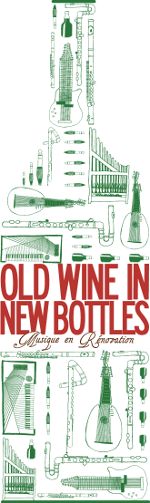 OLD WINE IN
NEW BOTTLES
Musique en Rénovation